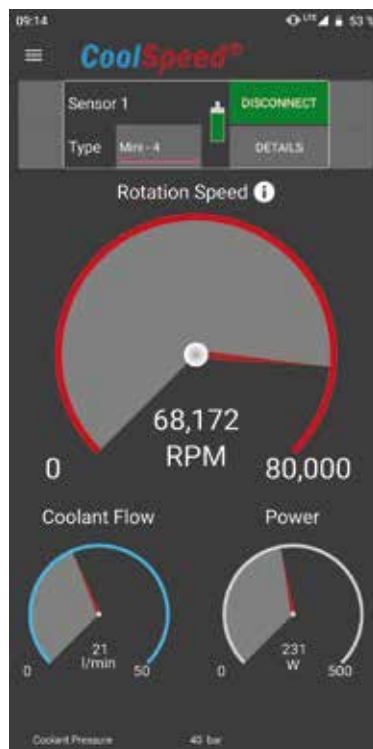 09:14 LTE 53 %
CoolSpeed®
Sensor 1 DISCONNECT
Type Mini - 4 DETAILS
Rotation Speed i
68,172
RPM
0 80,000
Coolant Flow Power
21 231
l/min W
0 50 0 500
Coolant Pressure 40 bar